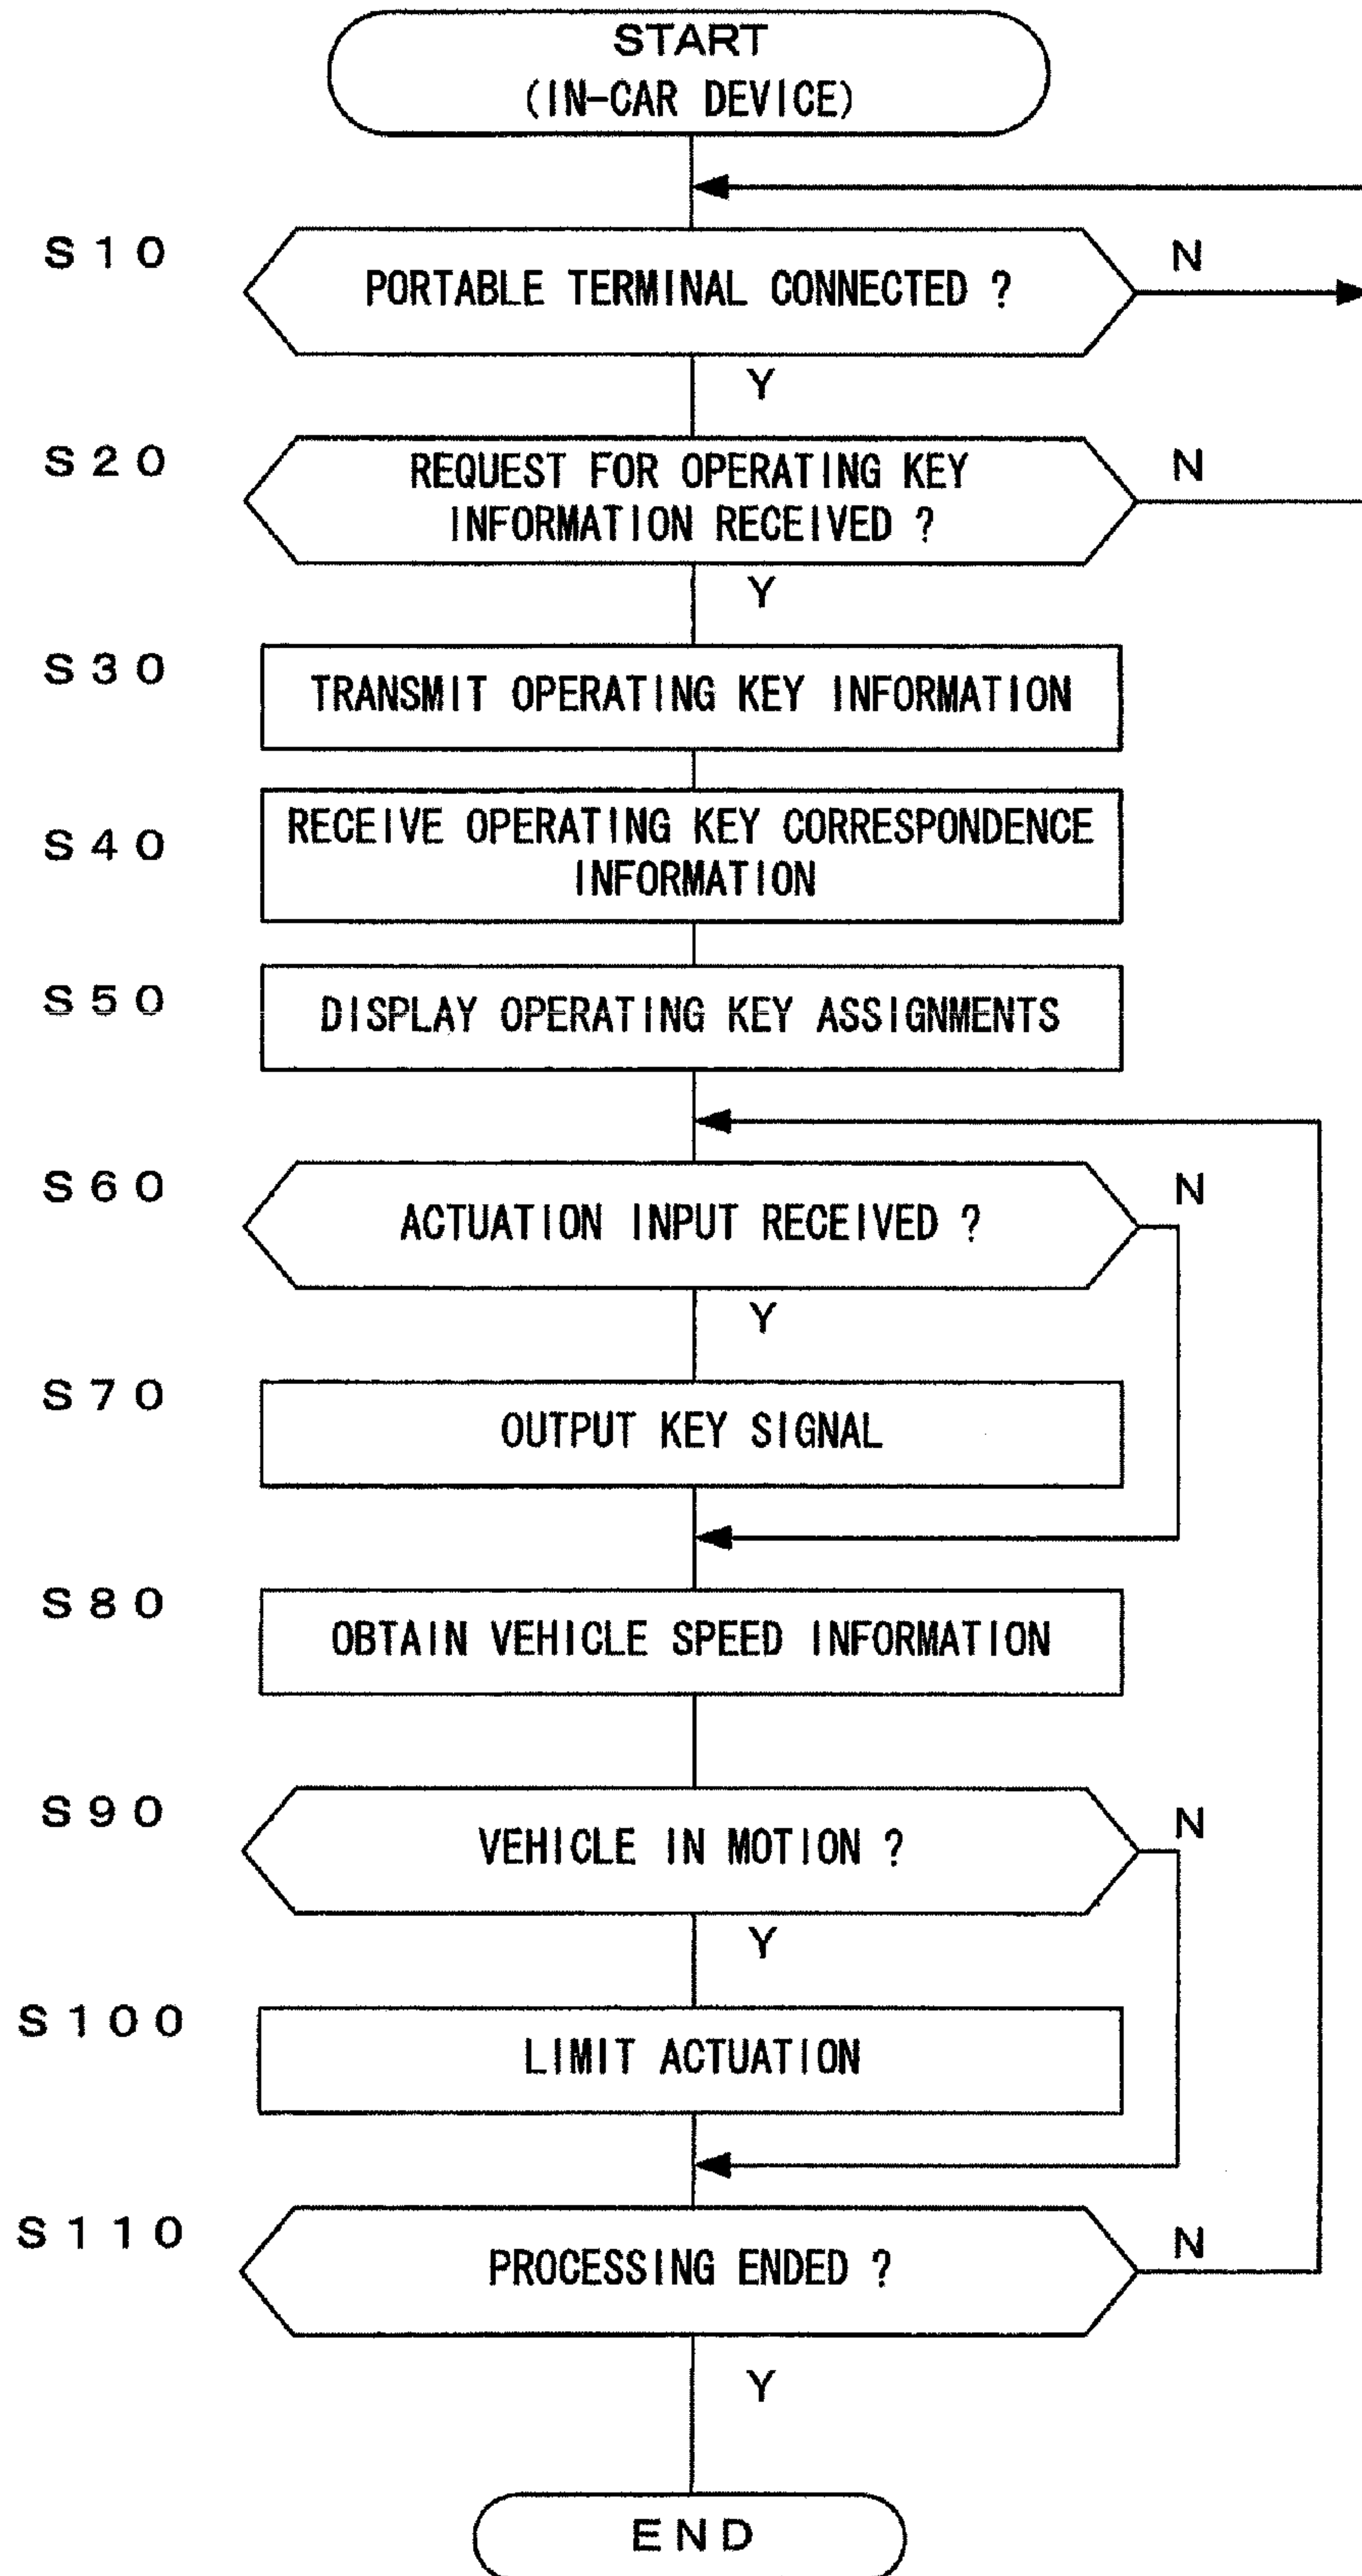 START
(IN-CAR DEVICE)
S10
PORTABLE TERMINAL CONNECTED ?
N
Y
S20
REQUEST FOR OPERATING KEY
INFORMATION RECEIVED ?
N
Y
S30
TRANSMIT OPERATING KEY INFORMATION
S40
RECEIVE OPERATING KEY CORRESPONDENCE
INFORMATION
S50
DISPLAY OPERATING KEY ASSIGNMENTS
S60
ACTUATION INPUT RECEIVED ?
N
Y
S70
OUTPUT KEY SIGNAL
S80
OBTAIN VEHICLE SPEED INFORMATION
S90
VEHICLE IN MOTION ?
N
Y
S100
LIMIT ACTUATION
S110
PROCESSING ENDED ?
N
Y
END